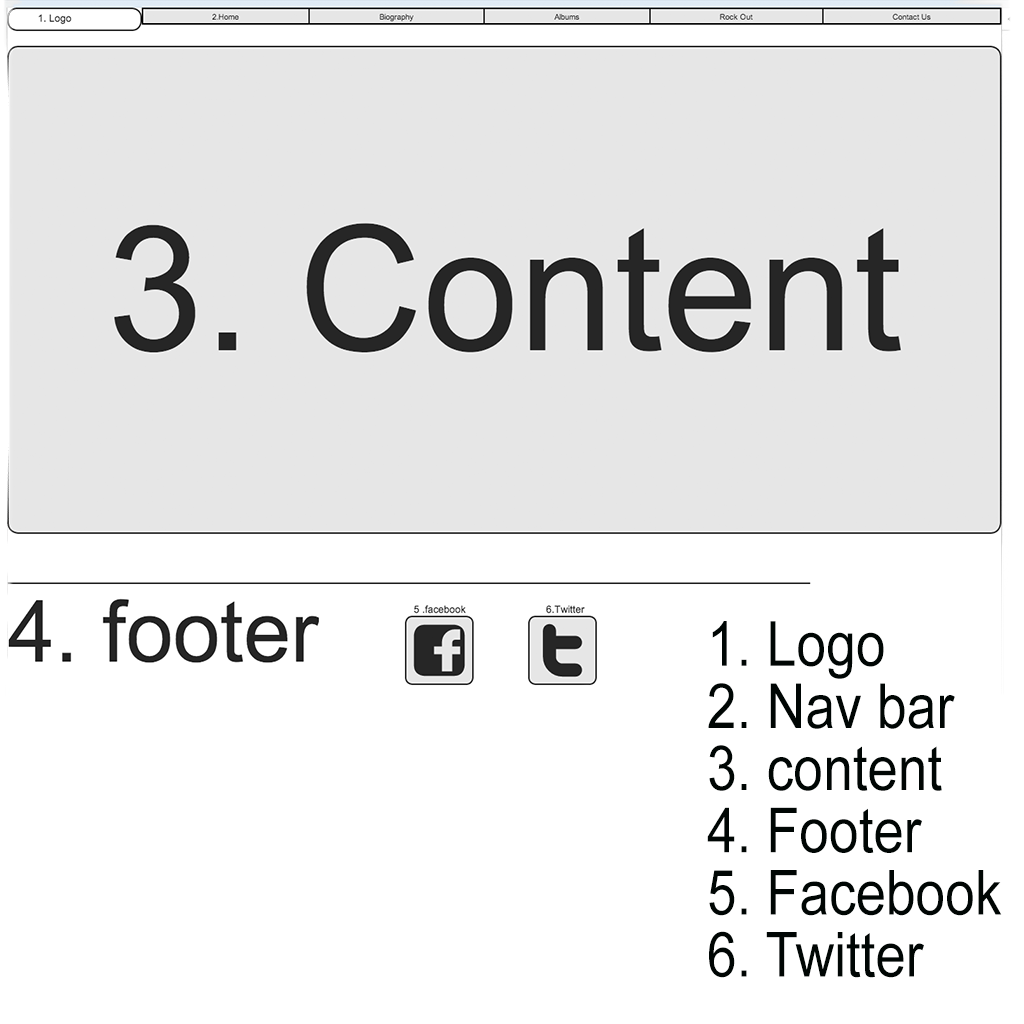 1. Logo
2.Home
Biography
Albums
Rock Out
Contact Us
3. Content
4. footer
5 .facebook
6.Twitter
1. Logo
2. Nav bar
3. content
4. Footer
5. Facebook
6. Twitter